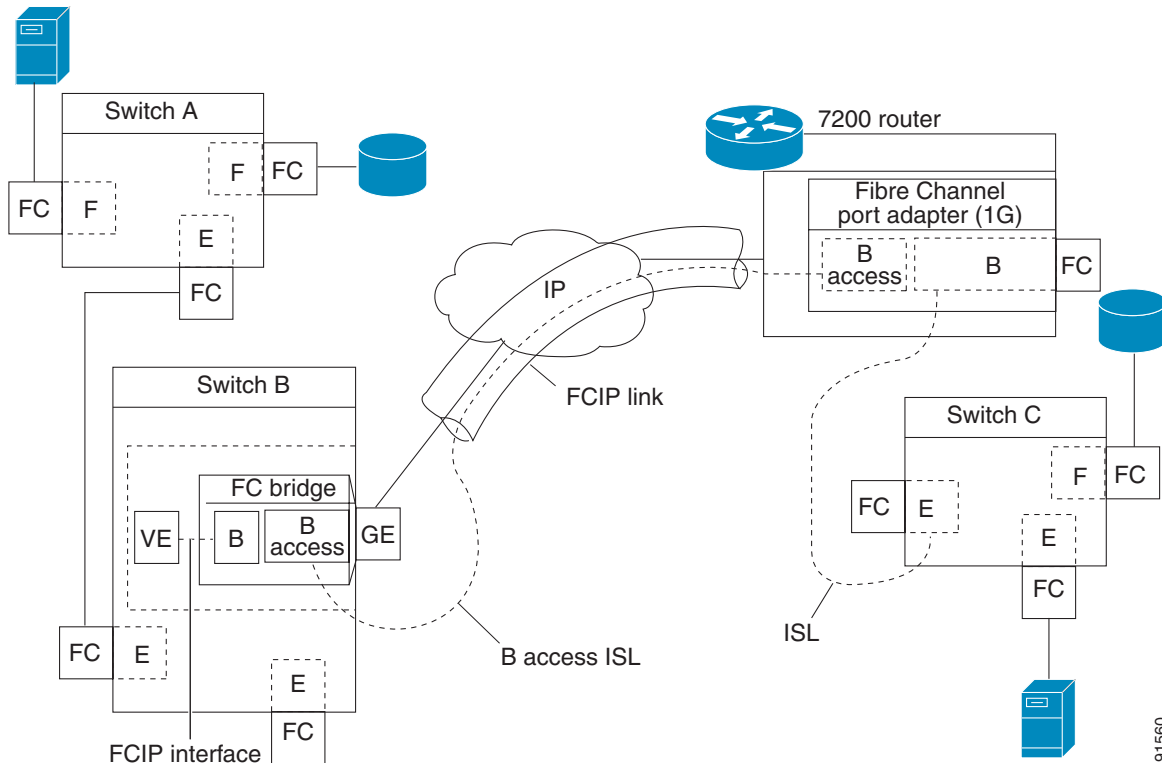 Switch A
7200 router
F
FC
FC
F
E
FC
Fibre Channel
port adapter (1G)
B
access
B
FC
IP
FCIP link
Switch B
FC bridge
VE
B
B
access
GE
FC
E
E
FC
FCIP interface
B access ISL
Switch C
F
FC
FC
E
E
FC
ISL
91560